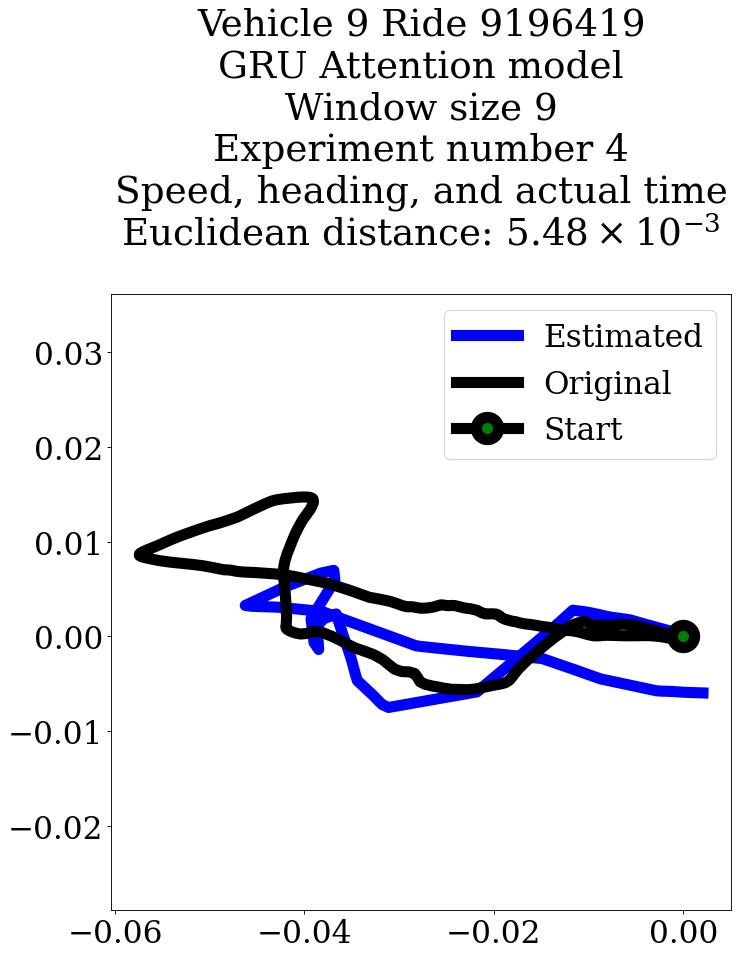 Vehicle 9 Ride 9196419
GRU Attention model
Window size 9
Experiment number 4
Speed, heading, and actual time
Euclidean distance: 5.48 × 10⁻³
Estimated
Original
Start
0.03
0.02
0.01
0.00
−0.01
−0.02
−0.06
−0.04
−0.02
0.00